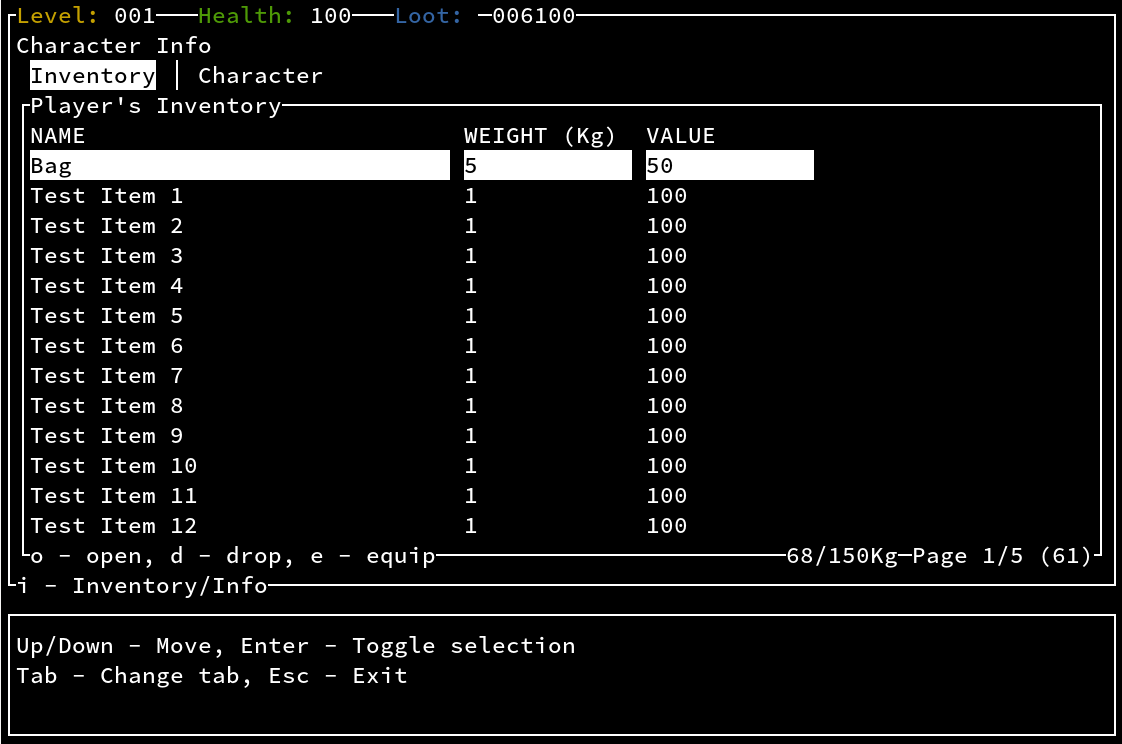 Level: 001 Health: 100 Loot: -006100
Character Info
Inventory | Character
Player's Inventory
NAME WEIGHT (Kg) VALUE
Bag 5 50
Test Item 1 1 100
Test Item 2 1 100
Test Item 3 1 100
Test Item 4 1 100
Test Item 5 1 100
Test Item 6 1 100
Test Item 7 1 100
Test Item 8 1 100
Test Item 9 1 100
Test Item 10 1 100
Test Item 11 1 100
Test Item 12 1 100
o - open, d - drop, e - equip 68/150Kg Page 1/5 (61)
i - Inventory/Info
Up/Down - Move, Enter - Toggle selection
Tab - Change tab, Esc - Exit